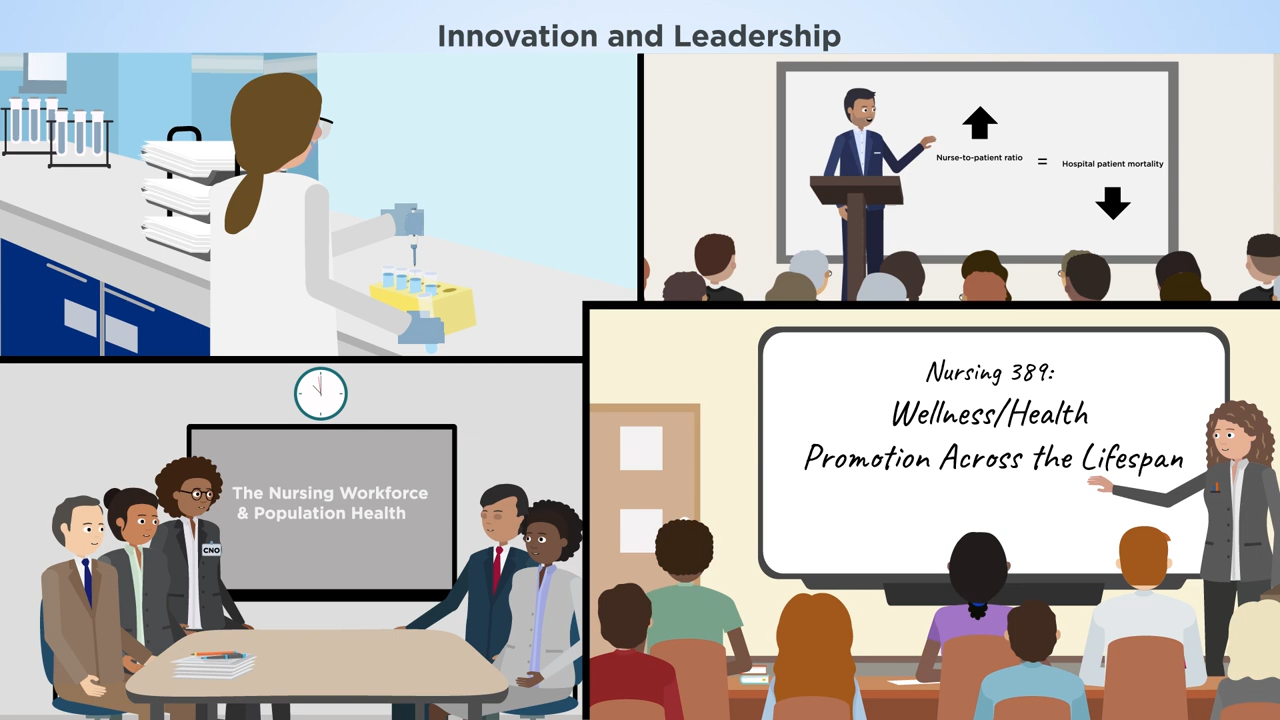 Innovation and Leadership
Nurse-to-patient ratio = Hospital patient mortality
The Nursing Workforce
& Population Health
CNO
Nursing 389:
Wellness/Health
Promotion Across the Lifespan